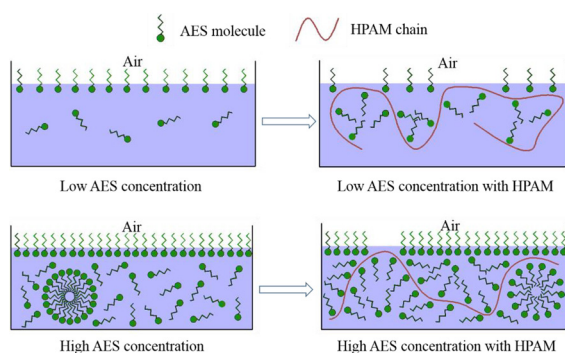 AES molecule
HPAM chain
Air
Air
Low AES concentration
Low AES concentration with HPAM
Air
Air
High AES concentration
High AES concentration with HPAM